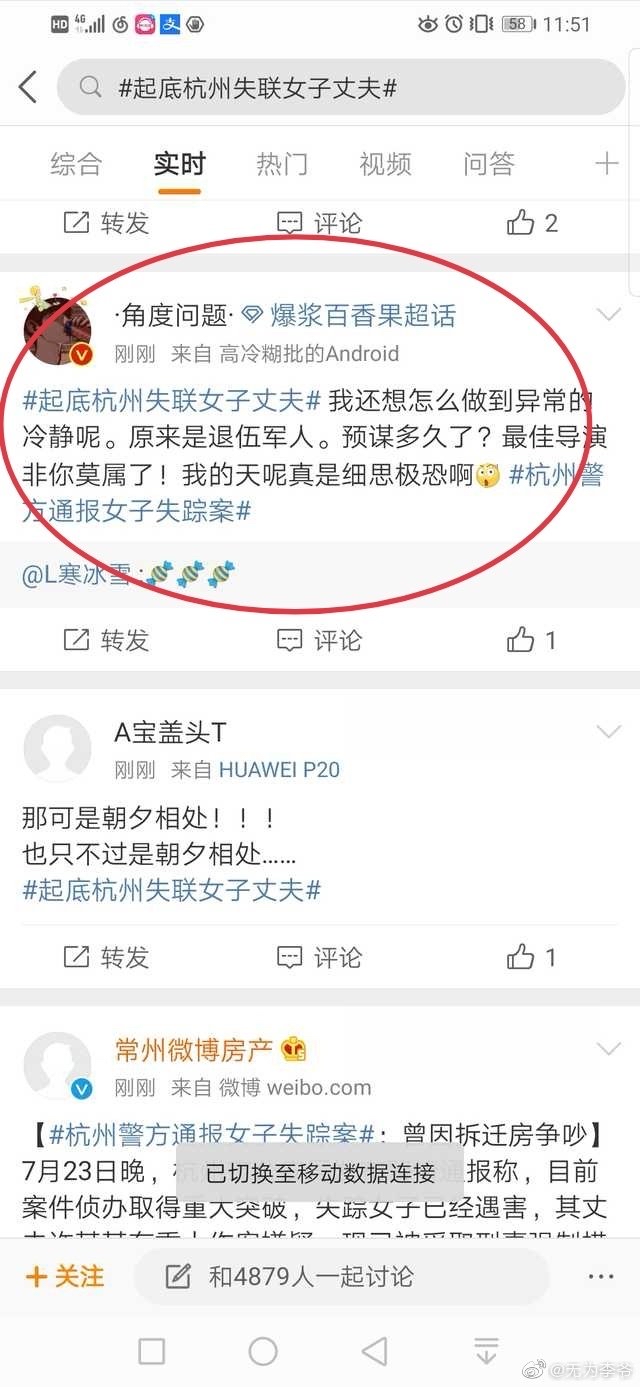 HD 4G 58 11:51
#起底杭州失联女子丈夫#
综合 实时 热门 视频 问答
转发 评论 2
·角度问题· 爆浆百香果超话
刚刚 来自 高冷糊批的Android
#起底杭州失联女子丈夫# 我还想怎么做到异常的
冷静呢。原来是退伍军人。预谋多久了？最佳导演
非你莫属了！我的天呢真是细思极恐啊 #杭州警
方通报女子失踪案#
@L寒冰雪 :
转发 评论 1
A宝盖头T
刚刚 来自 HUAWEI P20
那可是朝夕相处！！！
也只不过是朝夕相处……
#起底杭州失联女子丈夫#
转发 评论 1
常州微博房产
刚刚 来自 微博 weibo.com
【#杭州警方通报女子失踪案#：曾因拆迁房争吵】
7月23日晚，杭 通报称，目前
已切换至移动数据连接
案件侦办取得重大突破，失踪女子已经遇害，其丈
+ 关注 和4879人一起讨论 ...
@无为李爷